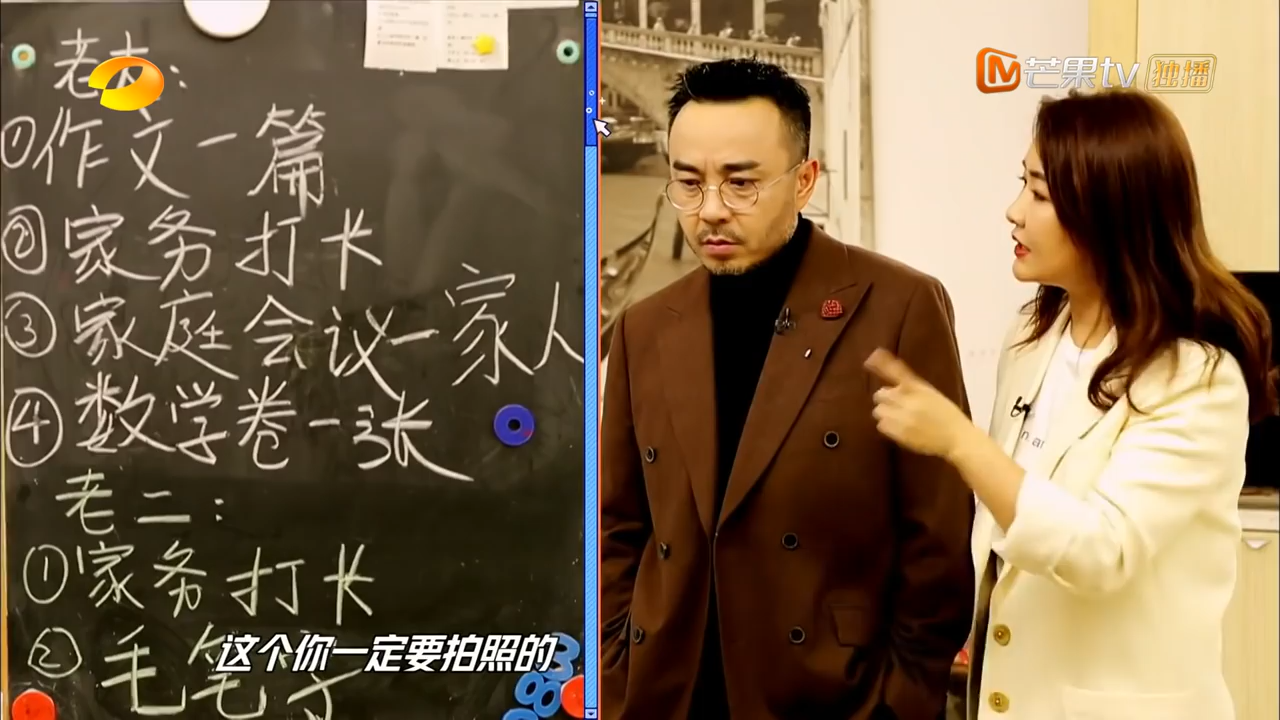 老大：
①作文一篇
②家务打卡
③家庭会议一家人
④数学卷一张
老二：
①家务打卡
②毛笔字
这个你一定要拍照的
芒果tv独播